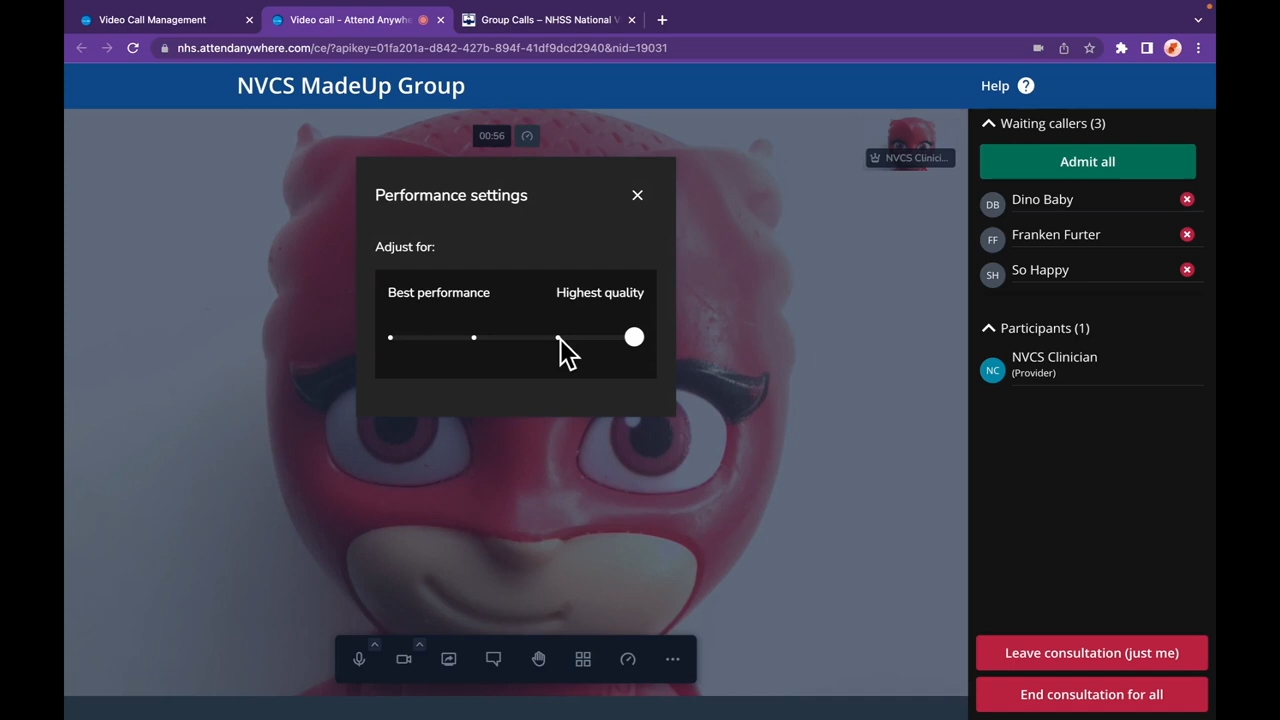 Video Call Management
Video call - Attend Anywhe
Group Calls – NHSS National V
nhs.attendanywhere.com/ce/?apikey=01fa201a-d842-427b-894f-41df9dcd2940&nid=19031
NVCS MadeUp Group
Help ?
00:56
NVCS Clinici...
Performance settings
Adjust for:
Best performance
Highest quality
Waiting callers (3)
Admit all
DB Dino Baby
FF Franken Furter
SH So Happy
Participants (1)
NC NVCS Clinician
(Provider)
Leave consultation (just me)
End consultation for all